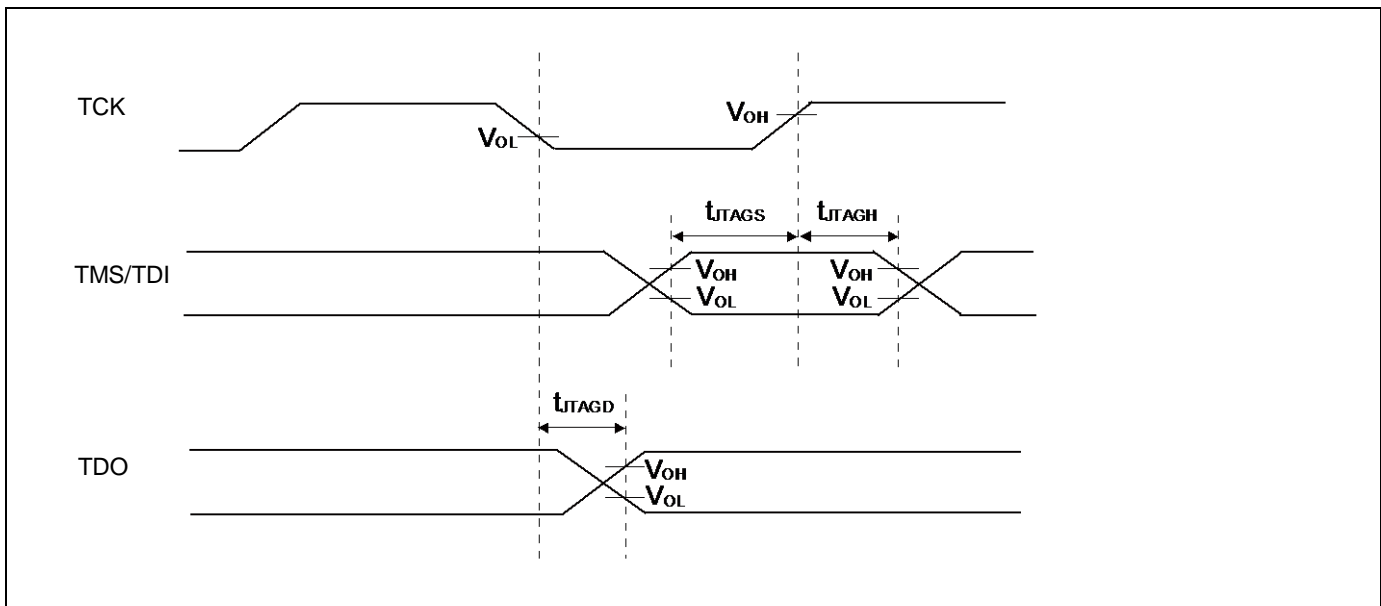 TCK
VOH
VOL
tJTAGS tJTAGH
TMS/TDI
VOH VOH
VOL VOL
tJTAGD
TDO
VOH
VOL